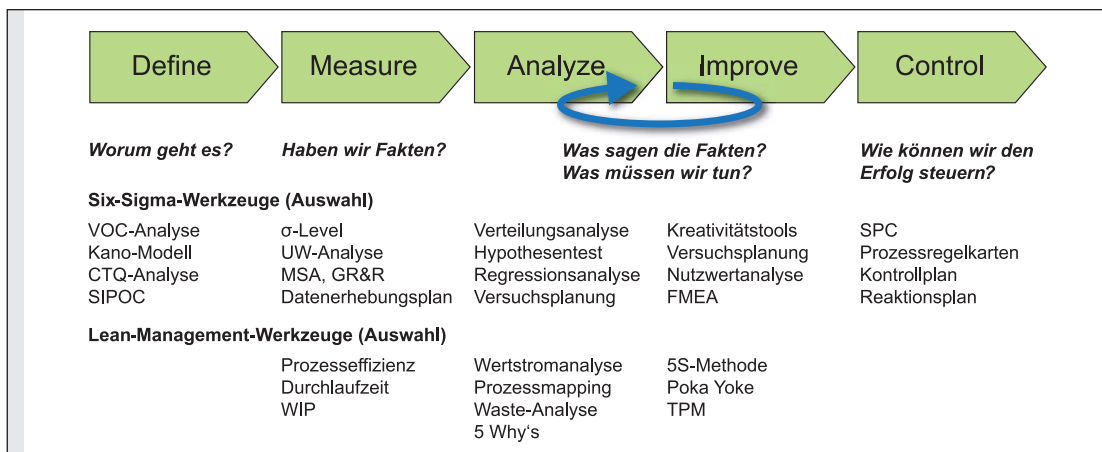 Define Measure Analyze Improve Control
Worum geht es? Haben wir Fakten? Was sagen die Fakten? Wie können wir den
Was müssen wir tun? Erfolg steuern?
Six-Sigma-Werkzeuge (Auswahl)
VOC-Analyse σ-Level Verteilungsanalyse Kreativitätstools SPC
Kano-Modell UW-Analyse Hypothesentest Versuchsplanung Prozessregelkarten
CTQ-Analyse MSA, GR&R Regressionsanalyse Nutzwertanalyse Kontrollplan
SIPOC Datenerhebungsplan Versuchsplanung FMEA Reaktionsplan
Lean-Management-Werkzeuge (Auswahl)
Prozesseffizienz Wertstromanalyse 5S-Methode
Durchlaufzeit Prozessmapping Poka Yoke
WIP Waste-Analyse TPM
5 Why‘s